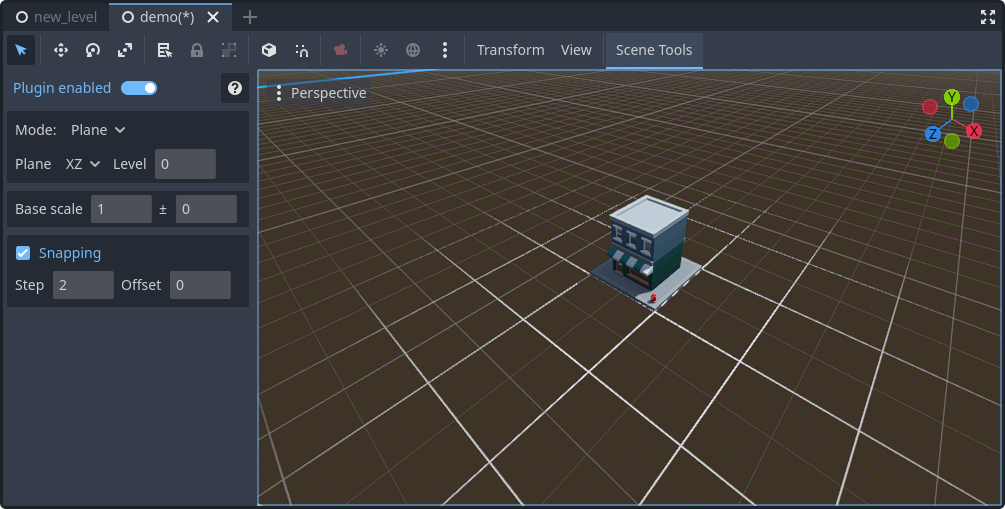 new_level demo(*)
Transform View Scene Tools
Plugin enabled ?
Perspective
Mode: Plane
Plane XZ Level 0
Base scale 1 ± 0
Snapping
Step 2 Offset 0
Y
X
Z